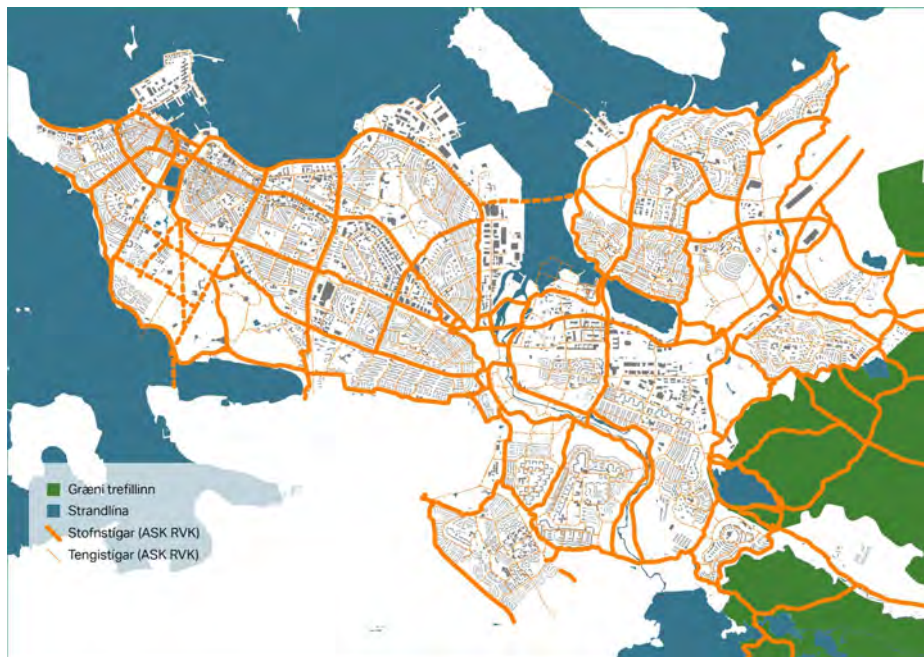 Græni trefillinn
Strandlína
Stofnstígar (ASK RVK)
Tengistígar (ASK RVK)